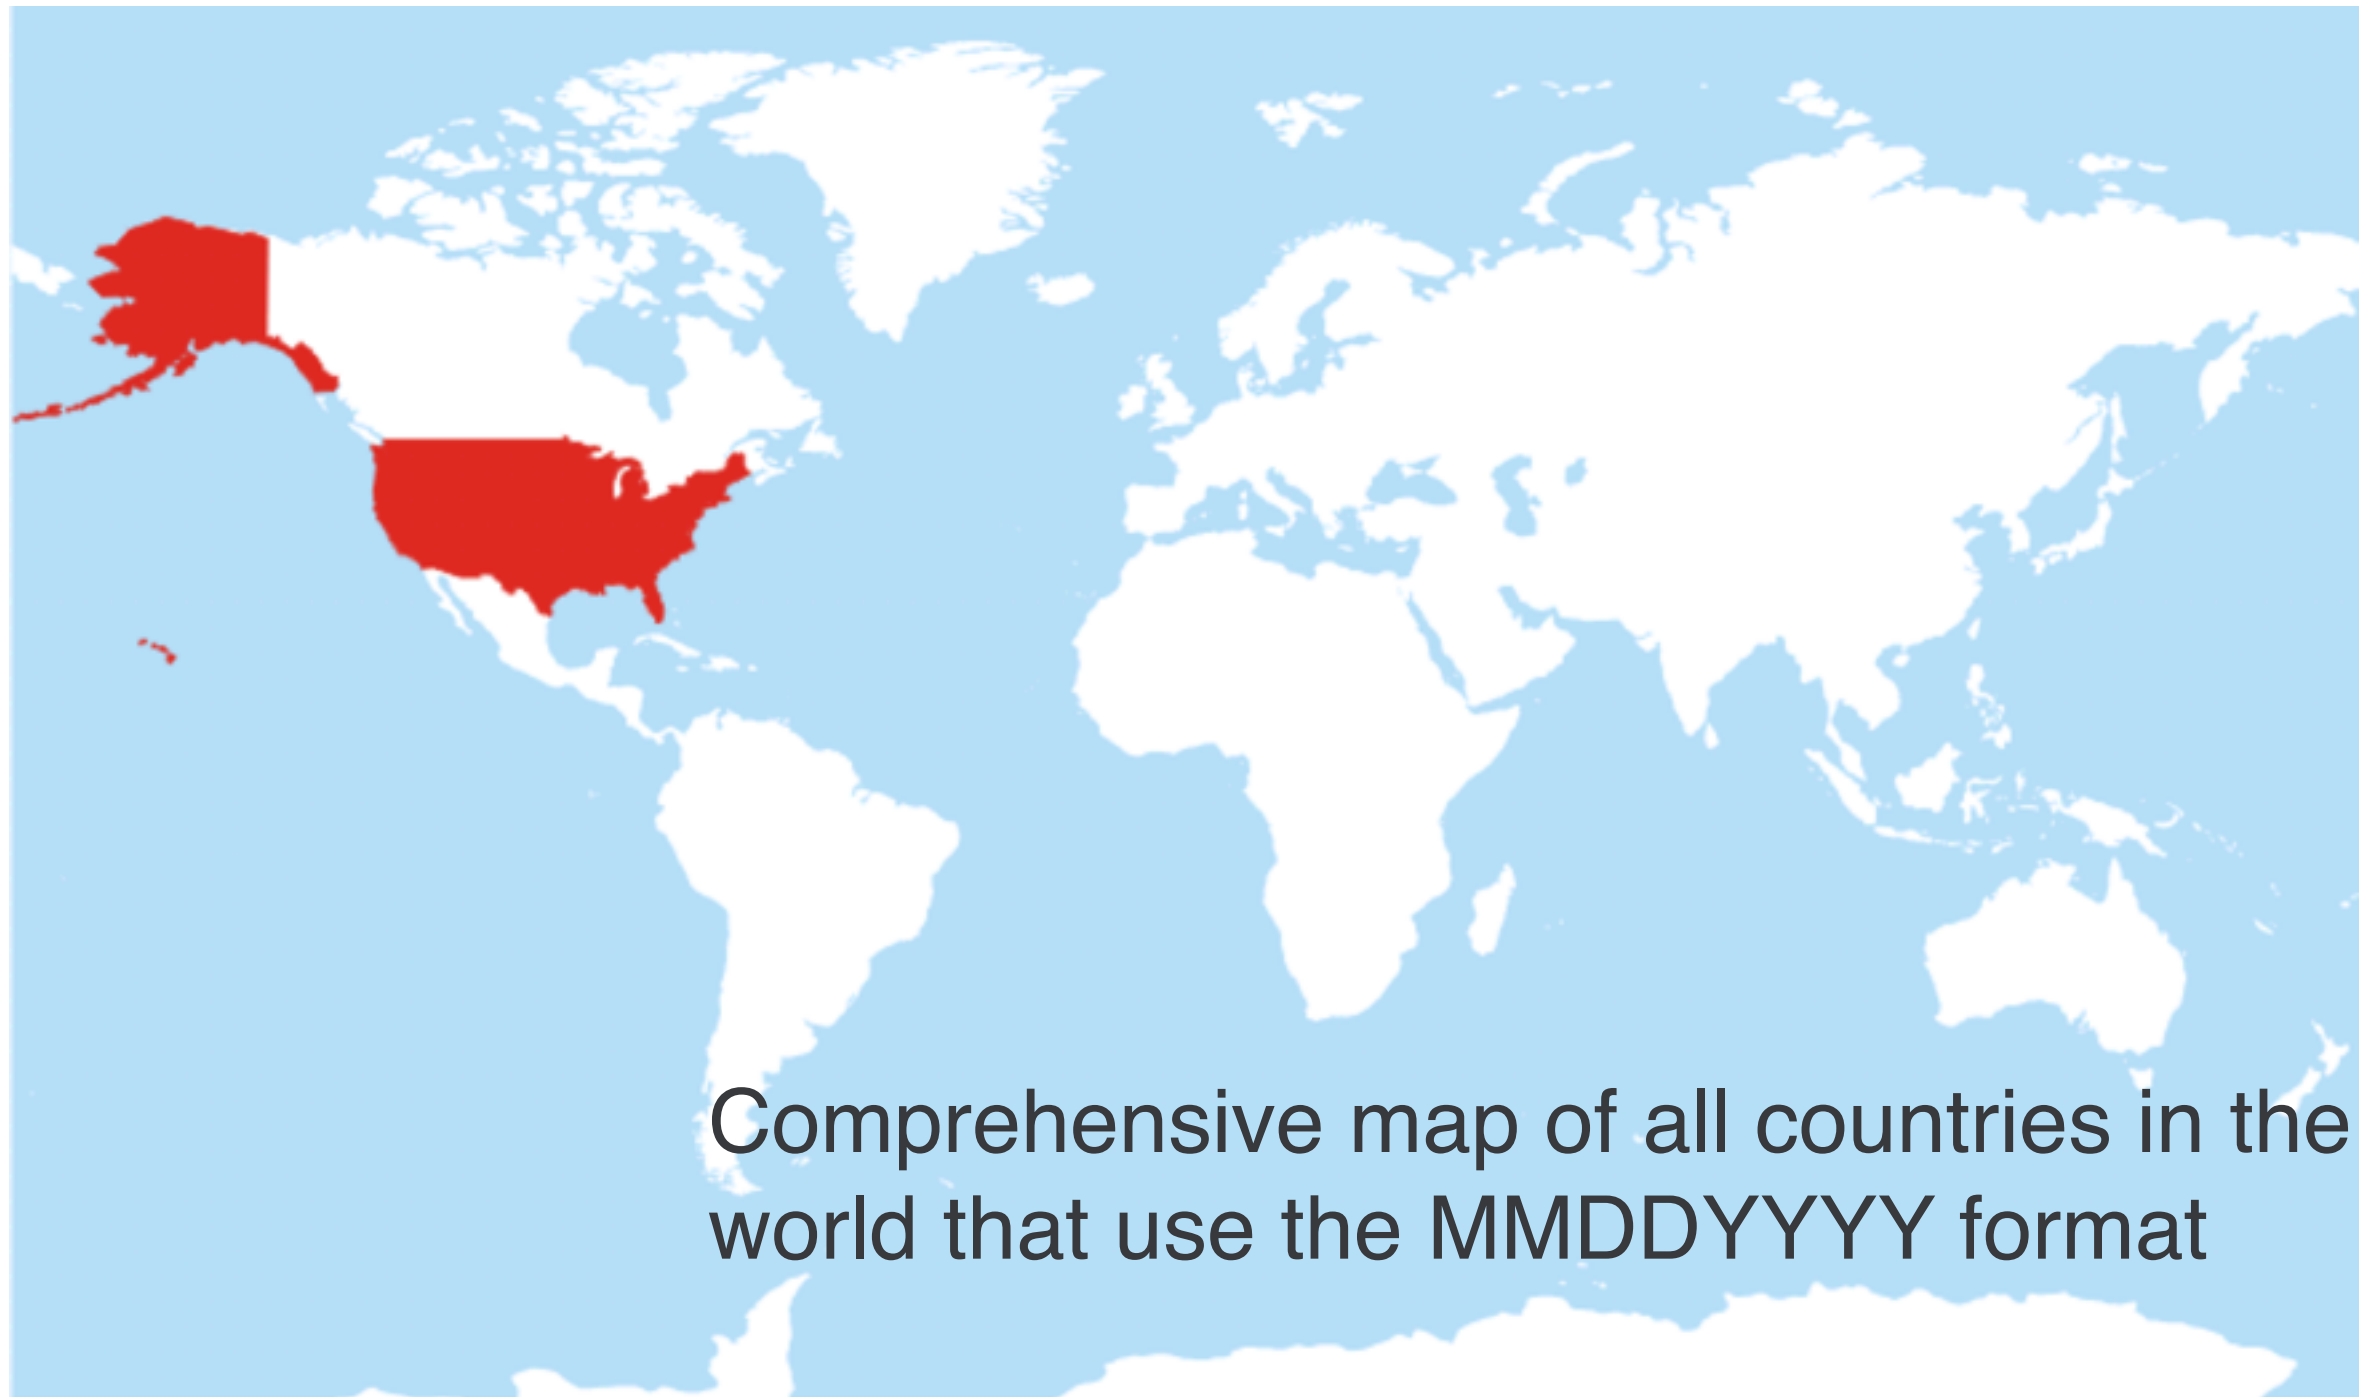 Comprehensive map of all countries in the
world that use the MMDDYYYY format